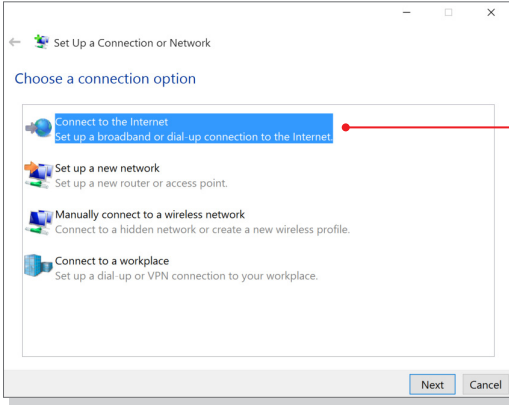 Set Up a Connection or Network
Choose a connection option
Connect to the Internet
Set up a broadband or dial-up connection to the Internet.
Set up a new network
Set up a new router or access point.
Manually connect to a wireless network
Connect to a hidden network or create a new wireless profile.
Connect to a workplace
Set up a dial-up or VPN connection to your workplace.
Next Cancel